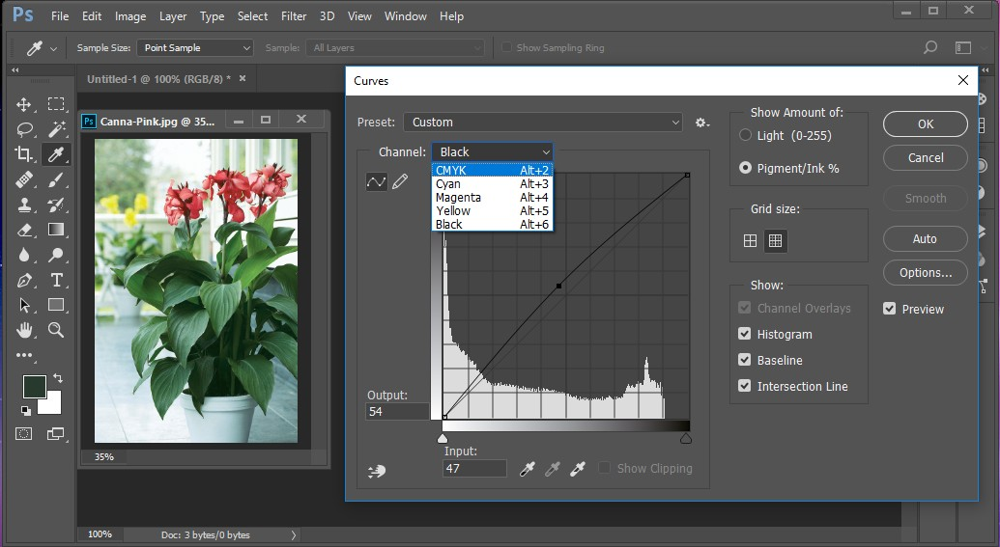 Ps File Edit Image Layer Type Select Filter 3D View Window Help
Sample Size: Point Sample Sample: All Layers Show Sampling Ring
Untitled-1 @ 100% (RGB/8) * ×
Ps Canna-Pink.jpg @ 35...
35%
100% Doc: 3 bytes/0 bytes
Curves
Preset: Custom
Channel: Black
CMYK Alt+2
Cyan Alt+3
Magenta Alt+4
Yellow Alt+5
Black Alt+6
Output:
54
Input:
47
Show Clipping
Show Amount of:
Light (0-255)
Pigment/Ink %
Grid size:
Show:
Channel Overlays
Histogram
Baseline
Intersection Line
OK
Cancel
Smooth
Auto
Options...
Preview